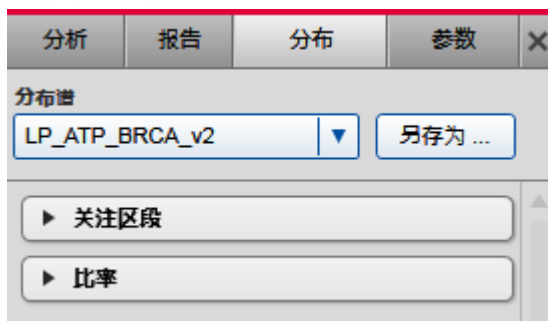 分析 报告 分布 参数
分布谱
LP_ATP_BRCA_v2 另存为 ...
关注区段
比率